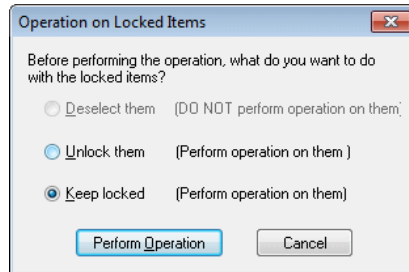 Operation on Locked Items
Before performing the operation, what do you want to do
with the locked items?
Deselect them (DO NOT perform operation on them)
Unlock them (Perform operation on them )
Keep locked (Perform operation on them)
Perform Operation Cancel